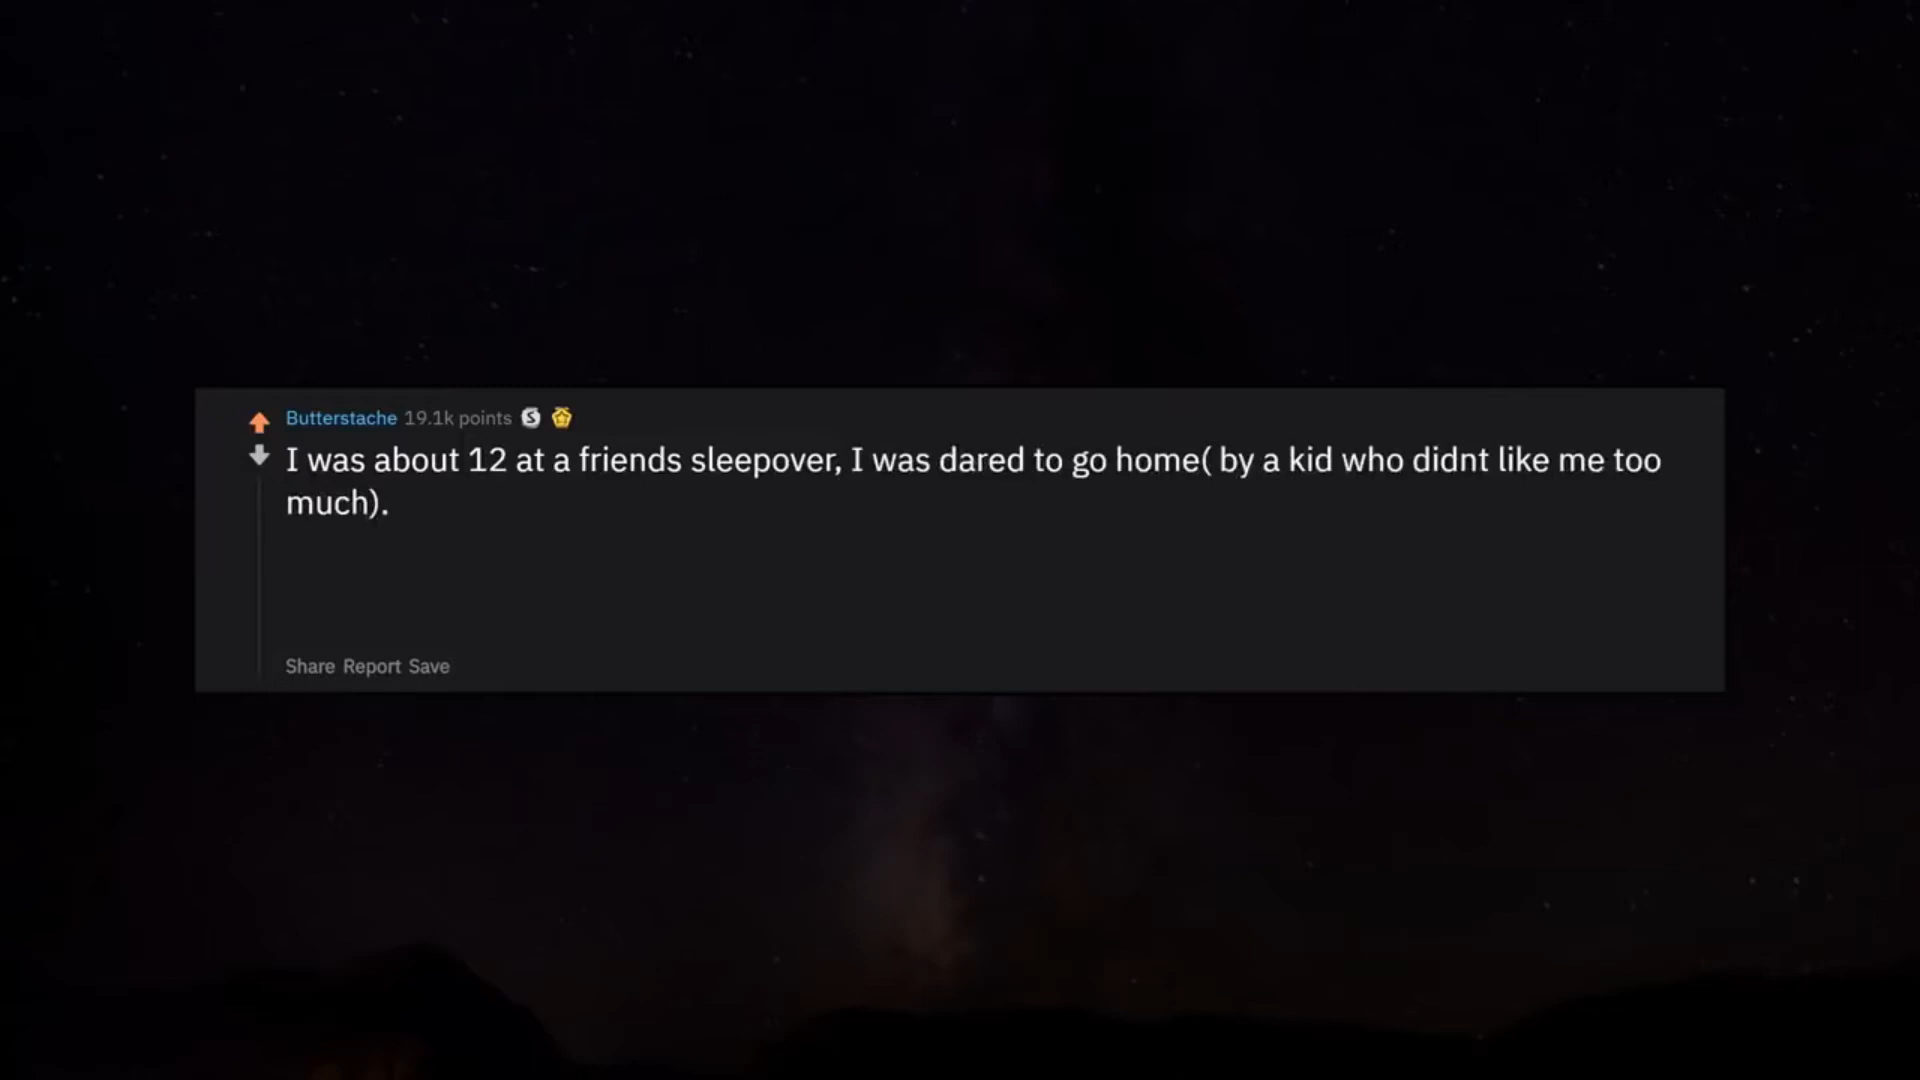 Butterstache 19.1k points
I was about 12 at a friends sleepover, I was dared to go home( by a kid who didnt like me too
much).
Share Report Save